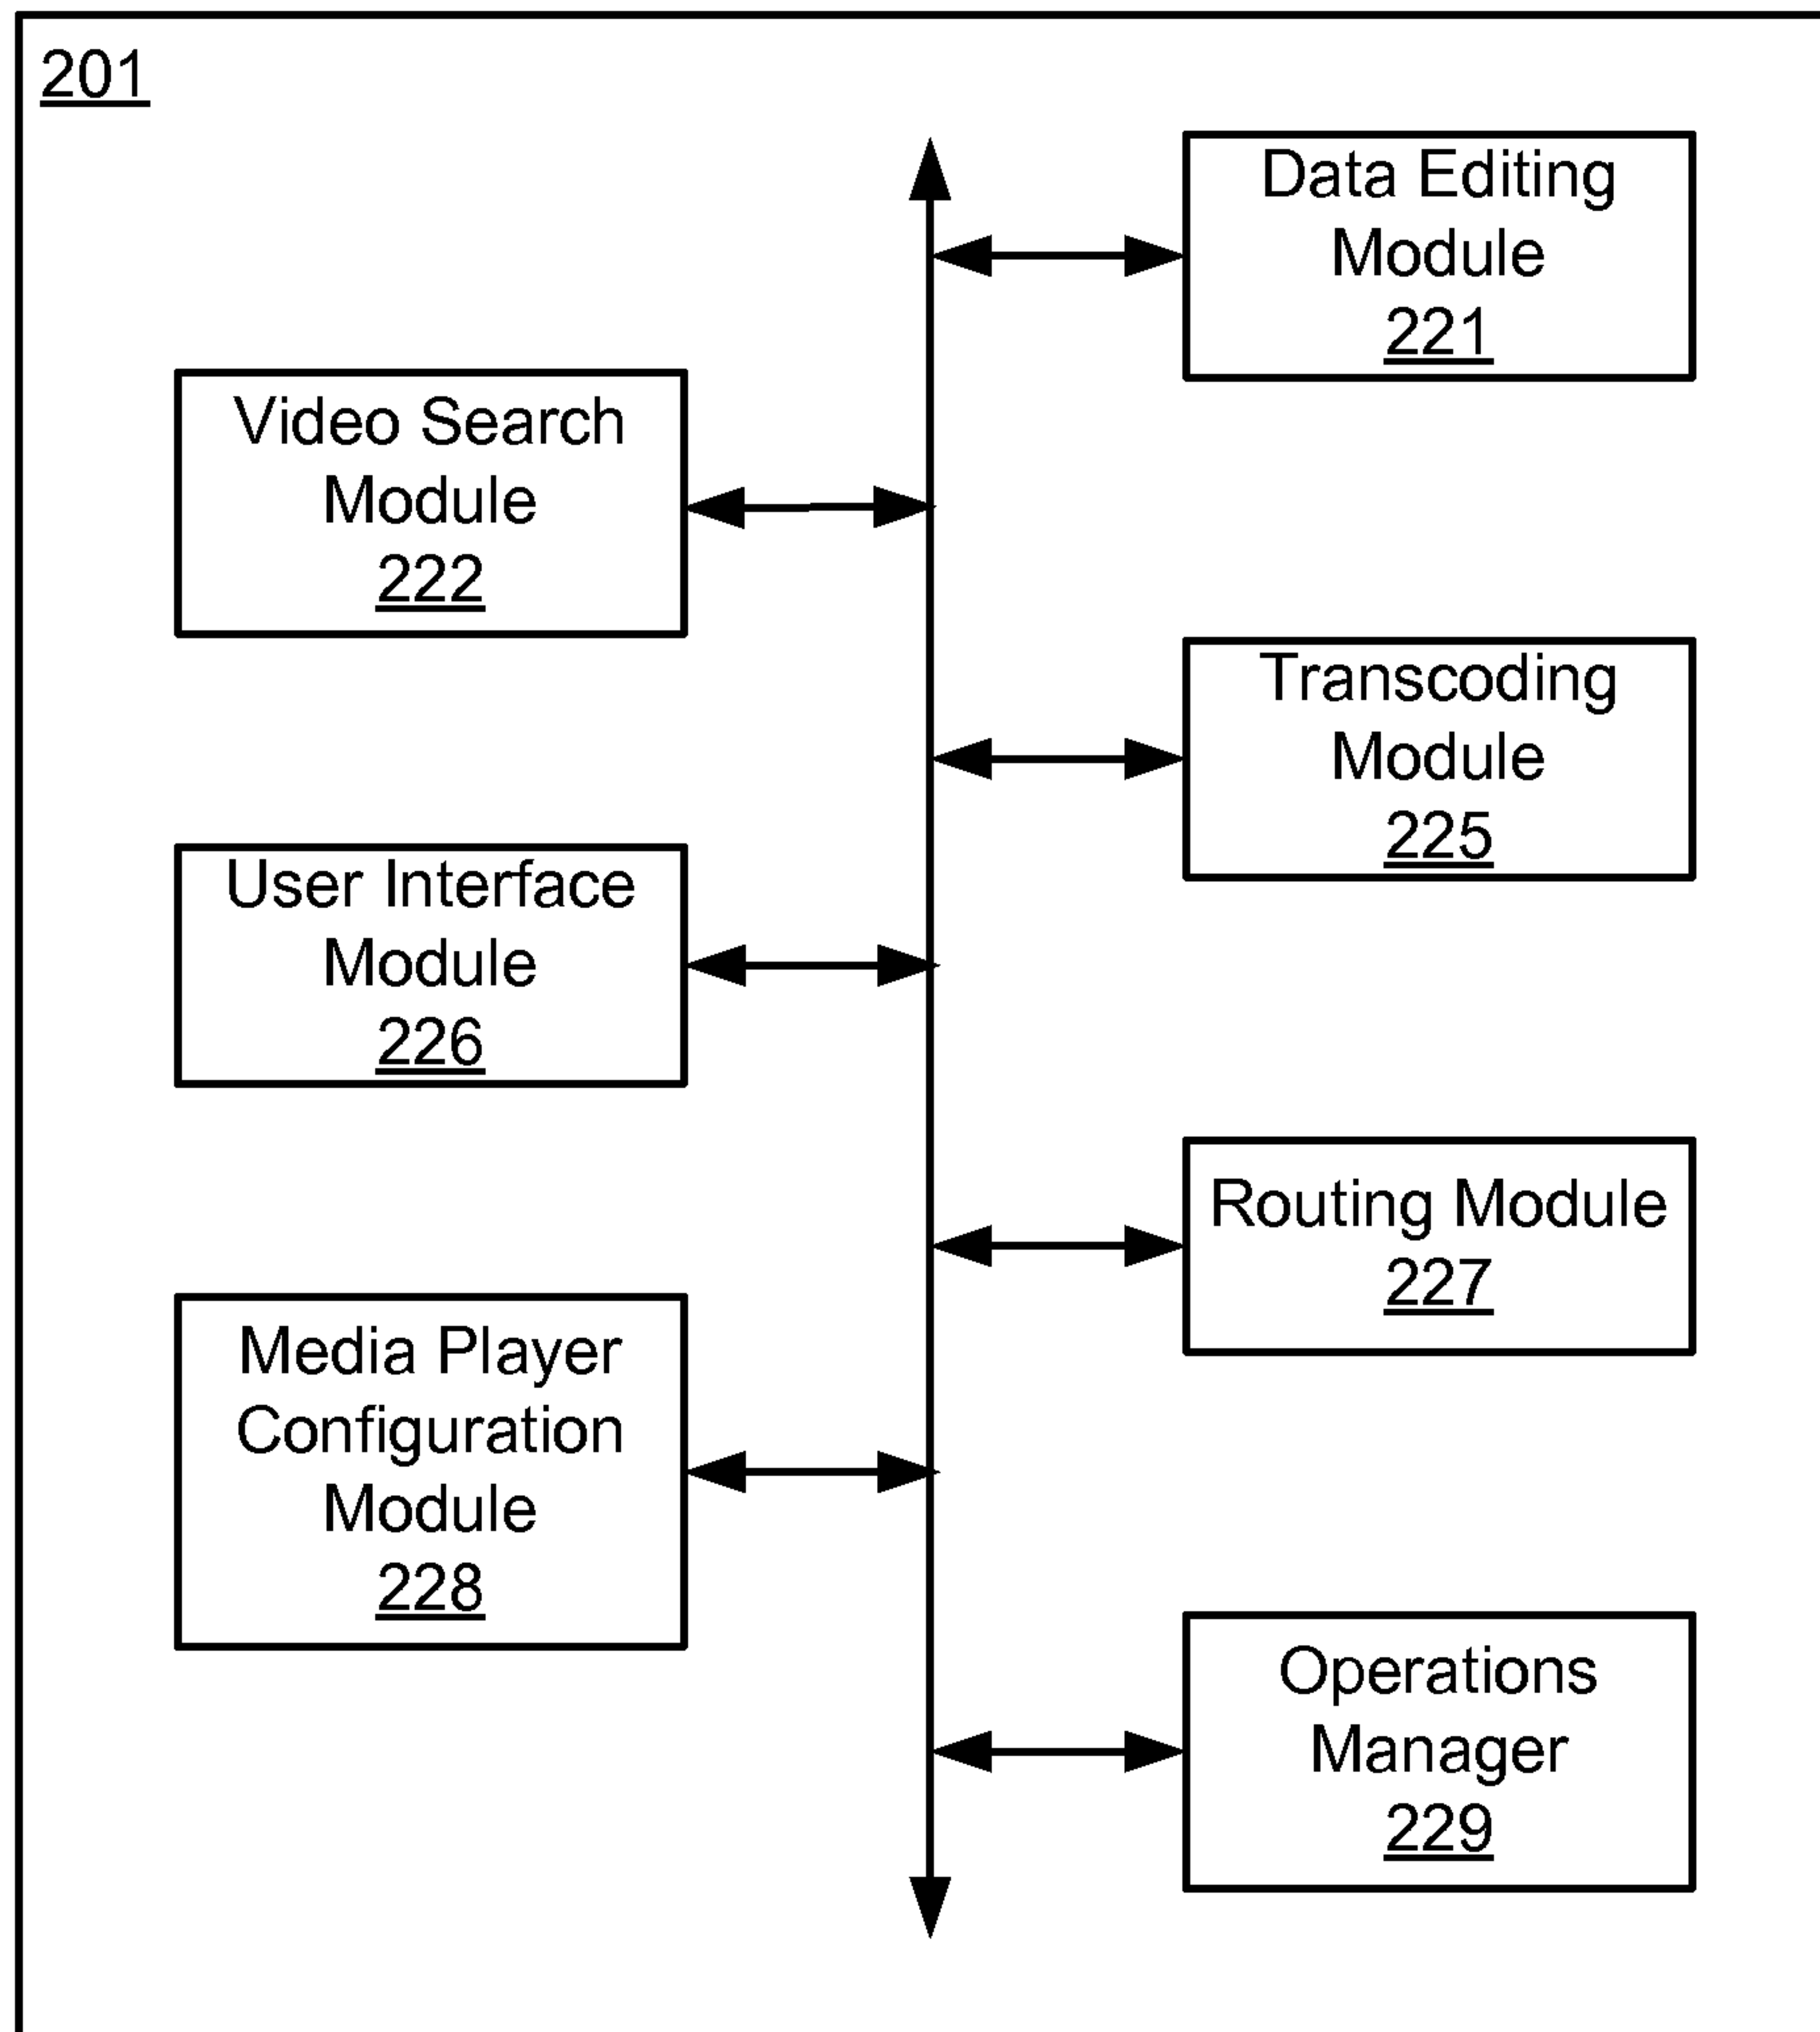 201
Data Editing
Module
221
Video Search
Module
222
Transcoding
Module
225
User Interface
Module
226
Routing Module
227
Media Player
Configuration
Module
228
Operations
Manager
229